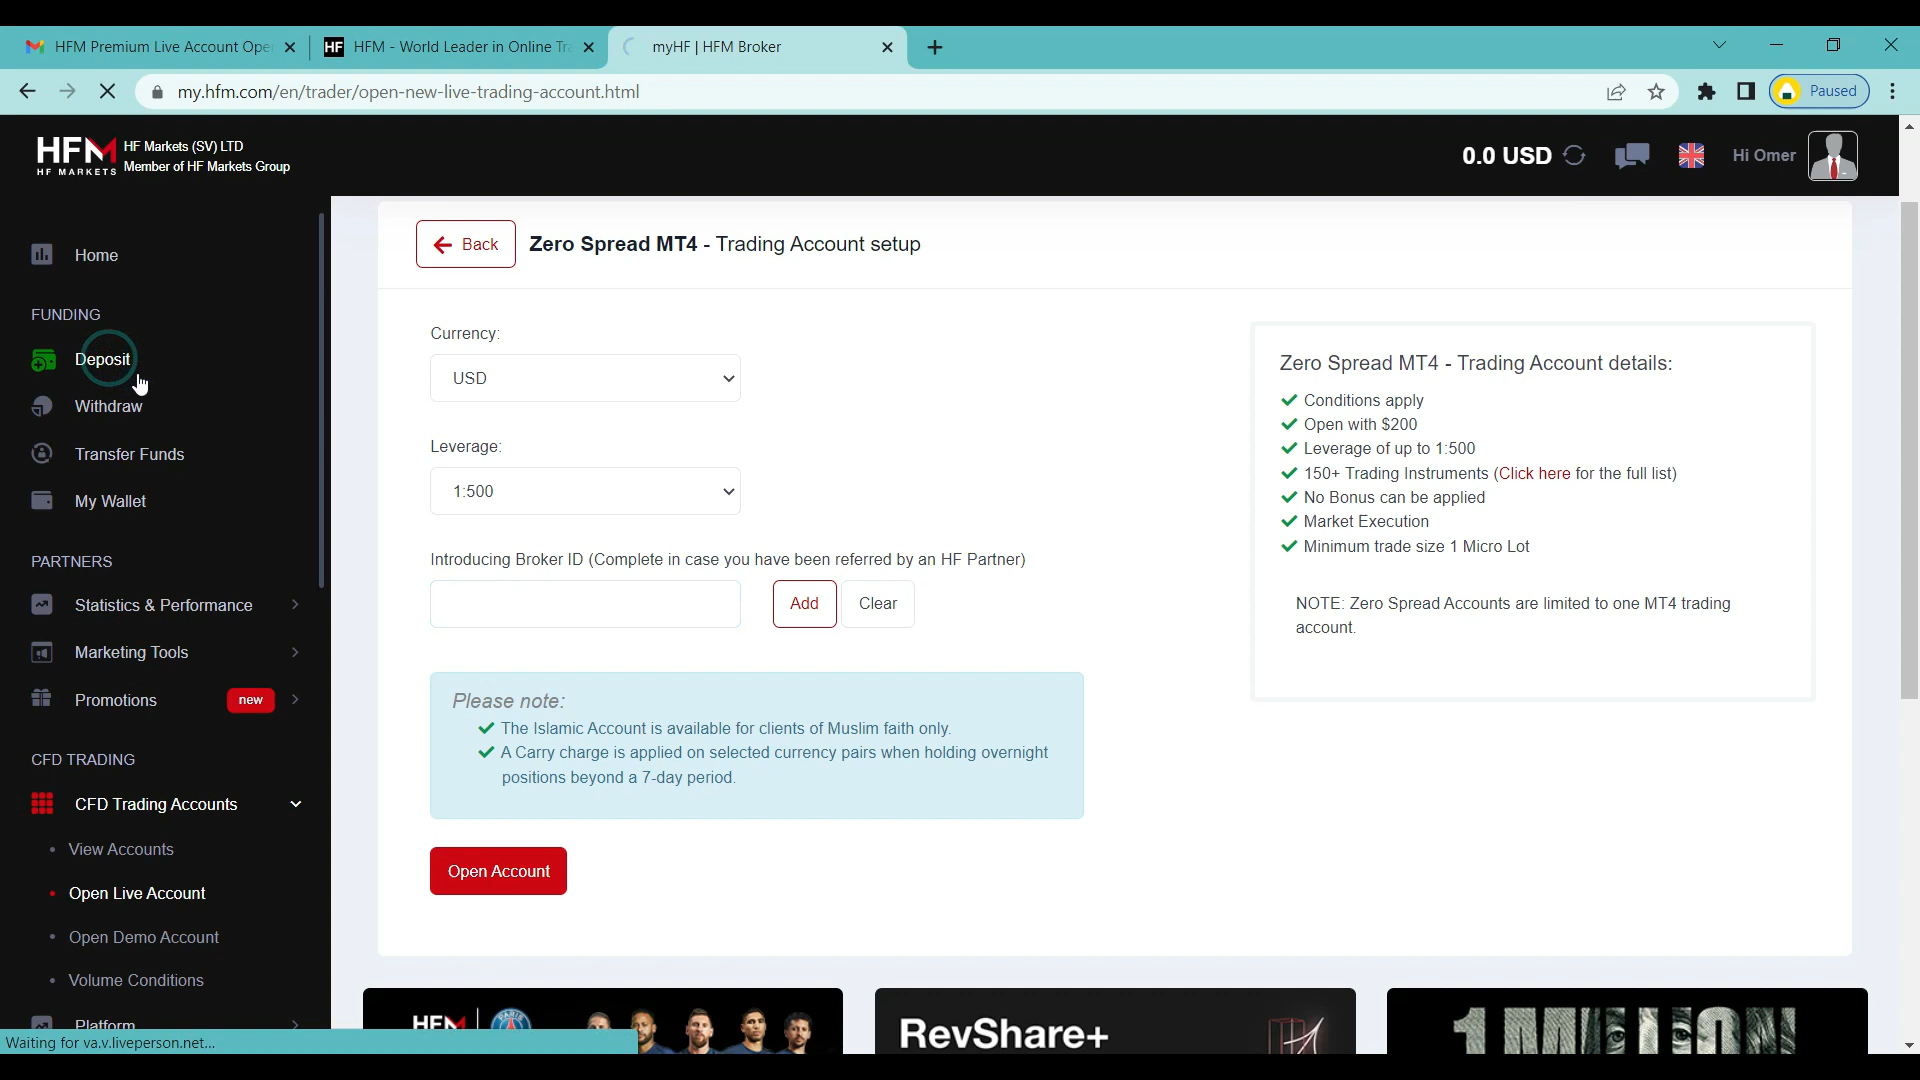 HFM Premium Live Account Ope
HFM - World Leader in Online Tra
myHF | HFM Broker
my.hfm.com/en/trader/open-new-live-trading-account.html
Paused
HFM
HF MARKETS
HF Markets (SV) LTD
Member of HF Markets Group
0.0 USD
Hi Omer
Home
FUNDING
Deposit
Withdraw
Transfer Funds
My Wallet
PARTNERS
Statistics & Performance
Marketing Tools
Promotions
new
CFD TRADING
CFD Trading Accounts
View Accounts
Open Live Account
Open Demo Account
Volume Conditions
Platform
Waiting for va.v.liveperson.net...
Back
Zero Spread MT4 - Trading Account setup
Currency:
USD
Leverage:
1:500
Introducing Broker ID (Complete in case you have been referred by an HF Partner)
Add
Clear
Please note:
The Islamic Account is available for clients of Muslim faith only.
A Carry charge is applied on selected currency pairs when holding overnight
positions beyond a 7-day period.
Open Account
Zero Spread MT4 - Trading Account details:
Conditions apply
Open with $200
Leverage of up to 1:500
150+ Trading Instruments (Click here for the full list)
No Bonus can be applied
Market Execution
Minimum trade size 1 Micro Lot
NOTE: Zero Spread Accounts are limited to one MT4 trading
account.
HFM
PARIS
RevShare+
1 MILLION